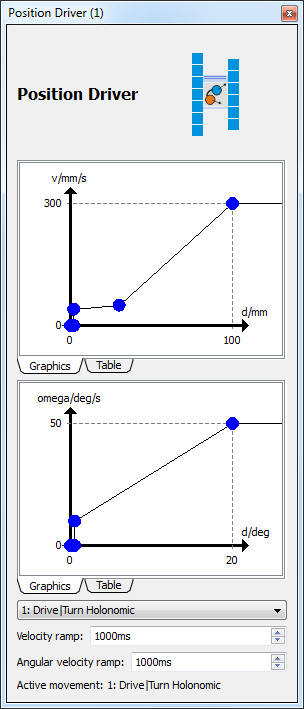 Position Driver (1)
Position Driver
v/mm/s
300
d/mm
0
0
100
Graphics Table
omega/deg/s
50
d/deg
0
0
20
Graphics Table
1: Drive|Turn Holonomic
Velocity ramp: 1000ms
Angular velocity ramp: 1000ms
Active movement: 1: Drive|Turn Holonomic